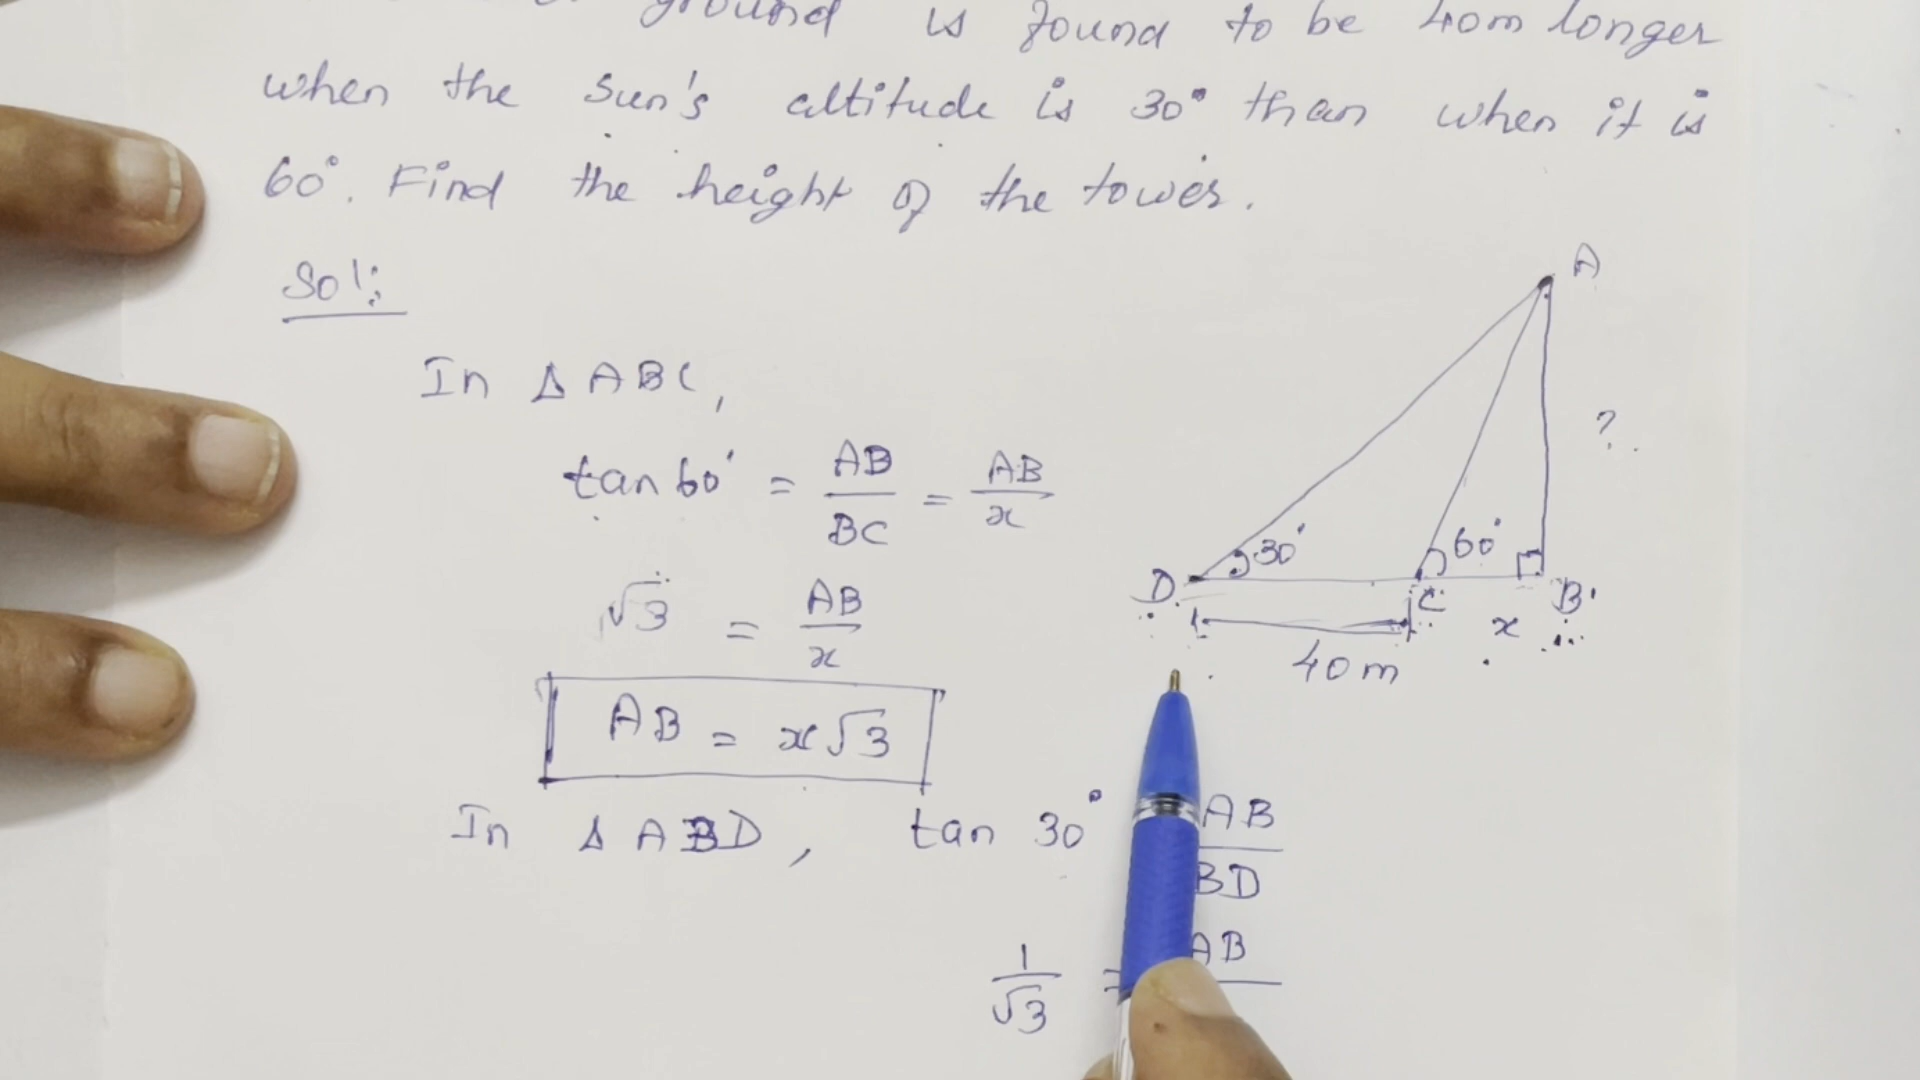 ground is found to be 40m longer
when the sun's altitude is 30° than when it is
60°. Find the height of the tower.
Sol:
In Δ ABC,
tan 60° = AB/BC = AB/x
√3 = AB/x
AB = x√3
In Δ ABD, tan 30° AB/BD
1/√3 = AB
A
?
30°
60°
D
C
B
x
40 m